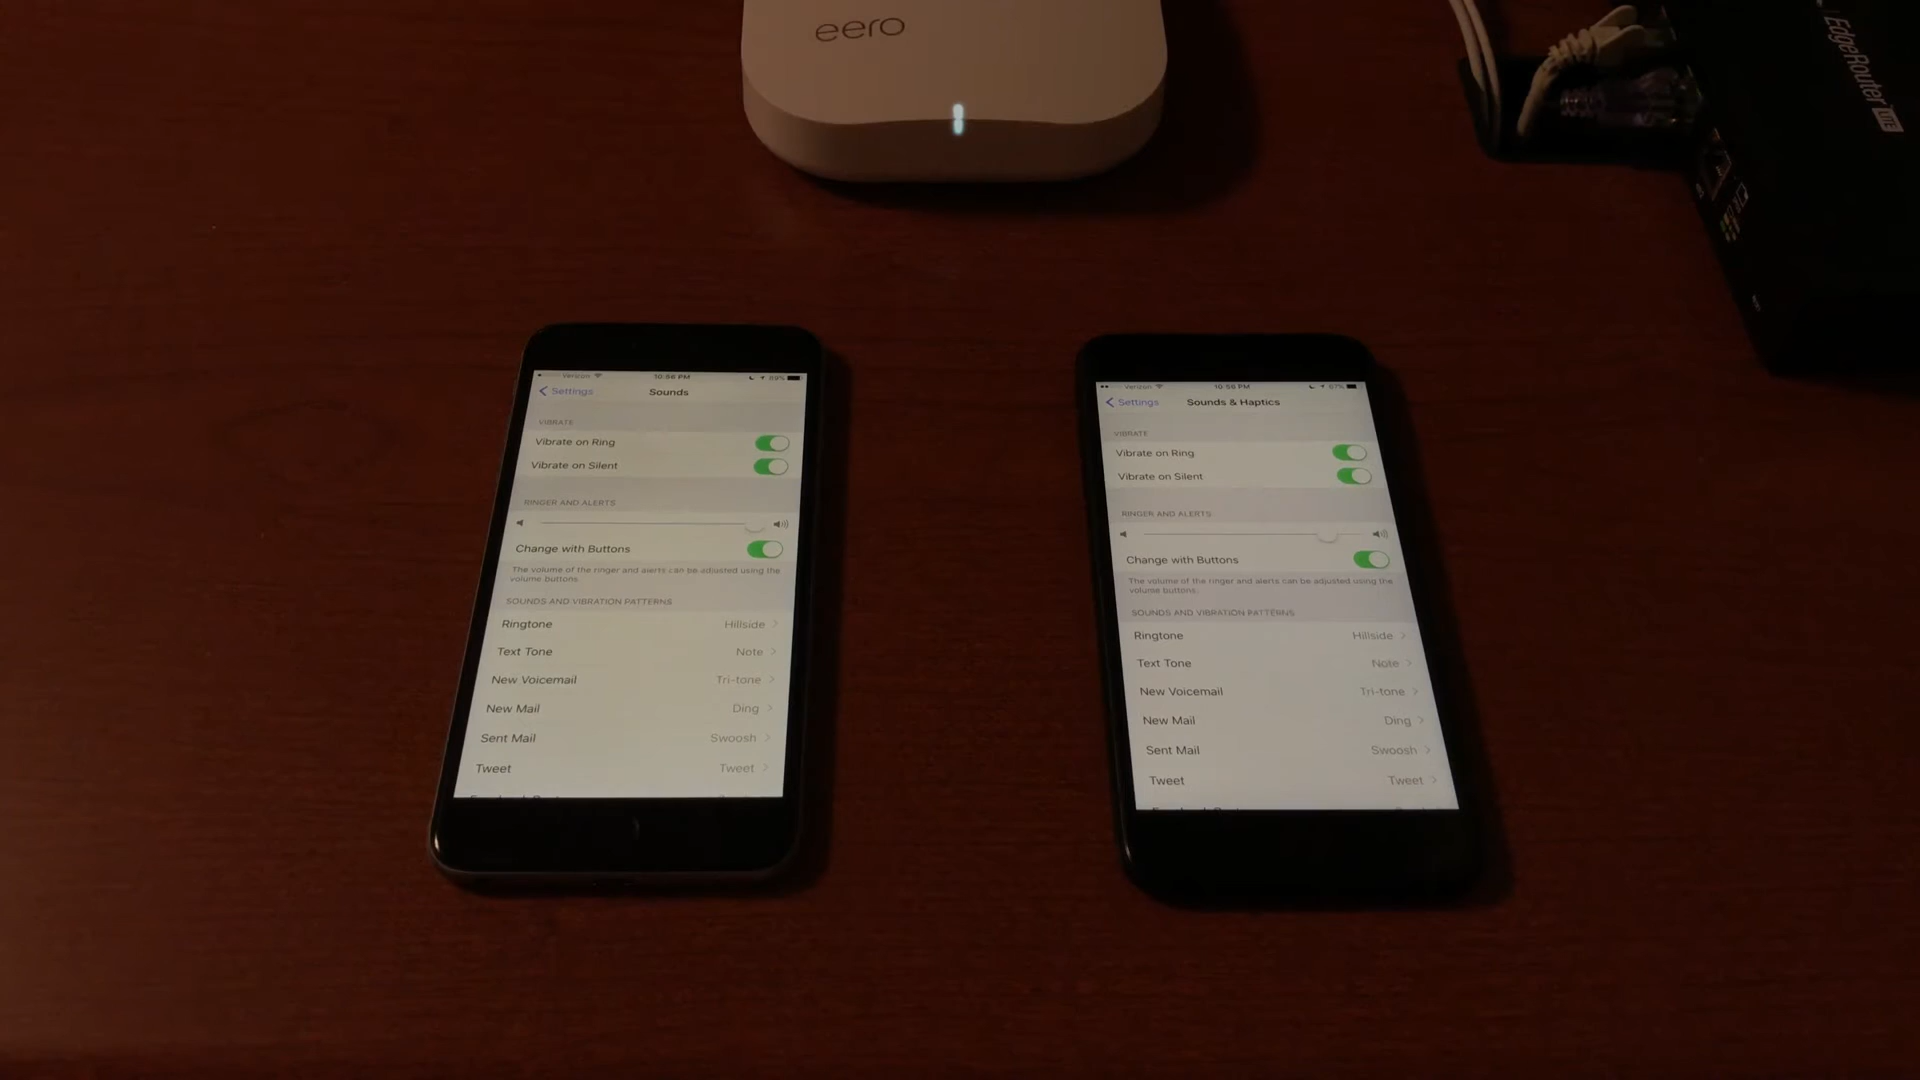 eero
EdgeRouter LITE
Verizon 10:56 PM 89%
Settings Sounds
VIBRATE
Vibrate on Ring
Vibrate on Silent
RINGER AND ALERTS
Change with Buttons
The volume of the ringer and alerts can be adjusted using the
volume buttons.
SOUNDS AND VIBRATION PATTERNS
Ringtone Hillside
Text Tone Note
New Voicemail Tri-tone
New Mail Ding
Sent Mail Swoosh
Tweet Tweet
Verizon 10:56 PM 67%
Settings Sounds & Haptics
VIBRATE
Vibrate on Ring
Vibrate on Silent
RINGER AND ALERTS
Change with Buttons
The volume of the ringer and alerts can be adjusted using the
volume buttons.
SOUNDS AND VIBRATION PATTERNS
Ringtone Hillside
Text Tone Note
New Voicemail Tri-tone
New Mail Ding
Sent Mail Swoosh
Tweet Tweet